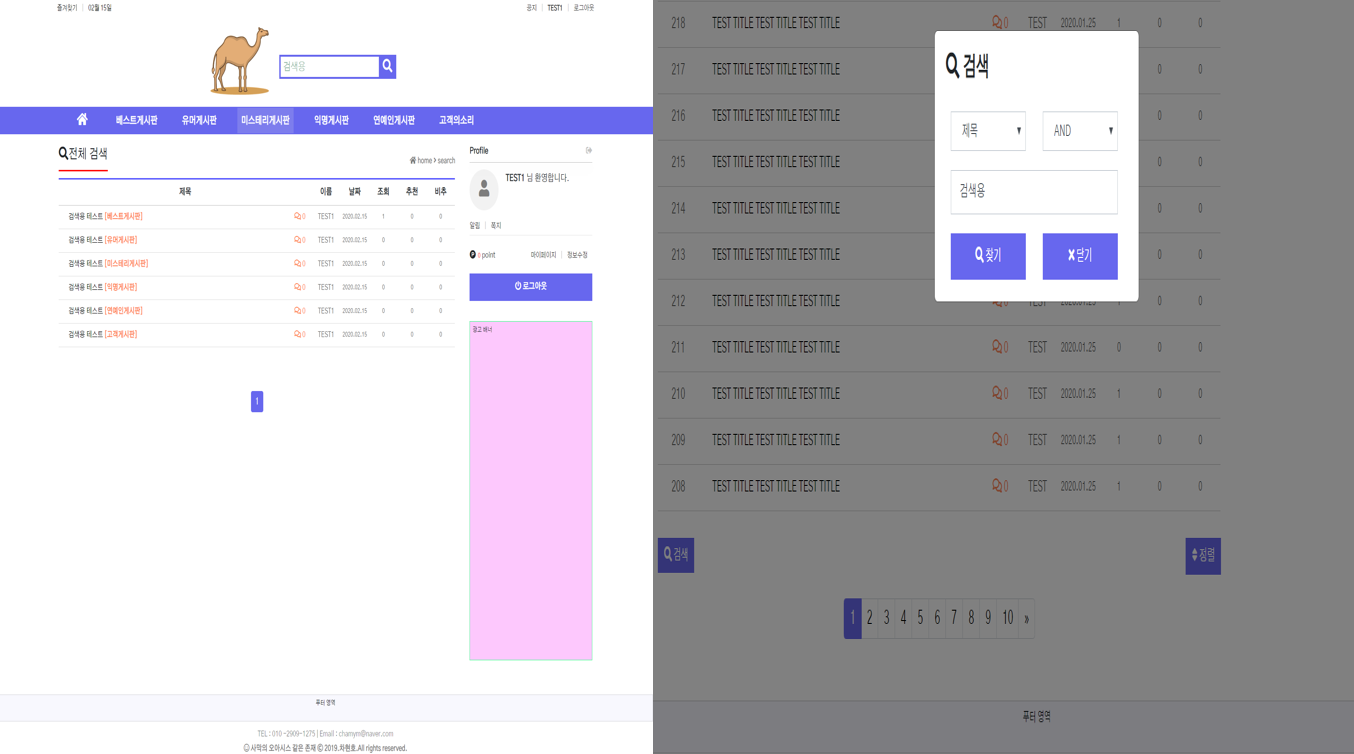 즐겨찾기 | 02월 15일
공지 | TEST1 | 로그아웃
검색용
베스트게시판 유머게시판 미스테리게시판 익명게시판 연예인게시판 고객의소리
전체 검색
home > search
제목 이름 날짜 조회 추천 비추
검색용 테스트 [베스트게시판] 0 TEST1 2020.02.15 1 0 0
검색용 테스트 [유머게시판] 0 TEST1 2020.02.15 0 0 0
검색용 테스트 [미스테리게시판] 0 TEST1 2020.02.15 0 0 0
검색용 테스트 [익명게시판] 0 TEST1 2020.02.15 0 0 0
검색용 테스트 [연예인게시판] 0 TEST1 2020.02.15 0 0 0
검색용 테스트 [고객게시판] 0 TEST1 2020.02.15 0 0 0
1
Profile
TEST1 님 환영합니다.
알림 | 쪽지
P 0 point 마이페이지 | 정보수정
로그아웃
광고 배너
푸터 영역
TEL : 010 -2909-1275 | Email : chamym@naver.com
사막의 오아시스 같은 존재 © 2019.차현호.All rights reserved.
218 TEST TITLE TEST TITLE TEST TITLE 0 TEST 2020.01.25 1 0 0
217 TEST TITLE TEST TITLE TEST TITLE 0 0
216 TEST TITLE TEST TITLE TEST TITLE 0 0
215 TEST TITLE TEST TITLE TEST TITLE 0 0
214 TEST TITLE TEST TITLE TEST TITLE 0 0
213 TEST TITLE TEST TITLE TEST TITLE 0 0
212 TEST TITLE TEST TITLE TEST TITLE 0 0
211 TEST TITLE TEST TITLE TEST TITLE 0 TEST 2020.01.25 0 0 0
210 TEST TITLE TEST TITLE TEST TITLE 0 TEST 2020.01.25 1 0 0
209 TEST TITLE TEST TITLE TEST TITLE 0 TEST 2020.01.25 1 0 0
208 TEST TITLE TEST TITLE TEST TITLE 0 TEST 2020.01.25 1 0 0
검색
제목 AND
검색용
찾기 닫기
검색 정렬
1 2 3 4 5 6 7 8 9 10 »
푸터 영역